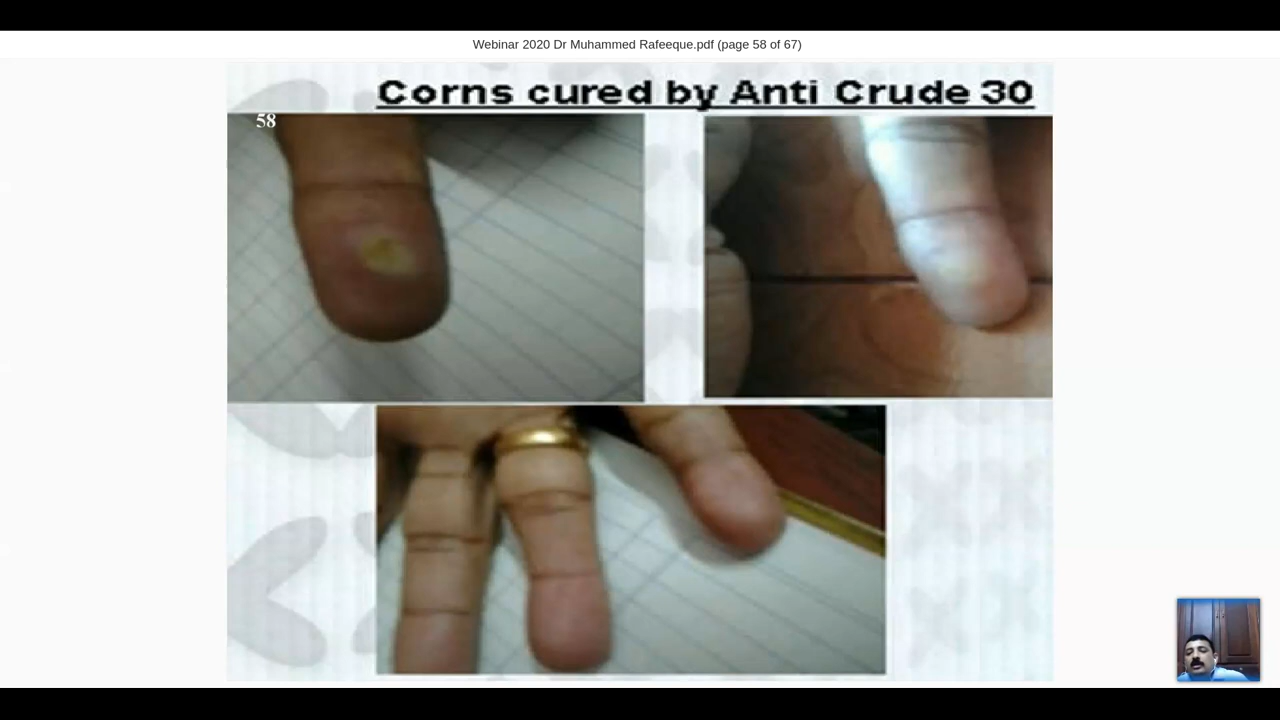 Webinar 2020 Dr Muhammed Rafeeque.pdf (page 58 of 67)
Corns cured by Anti Crude 30
58